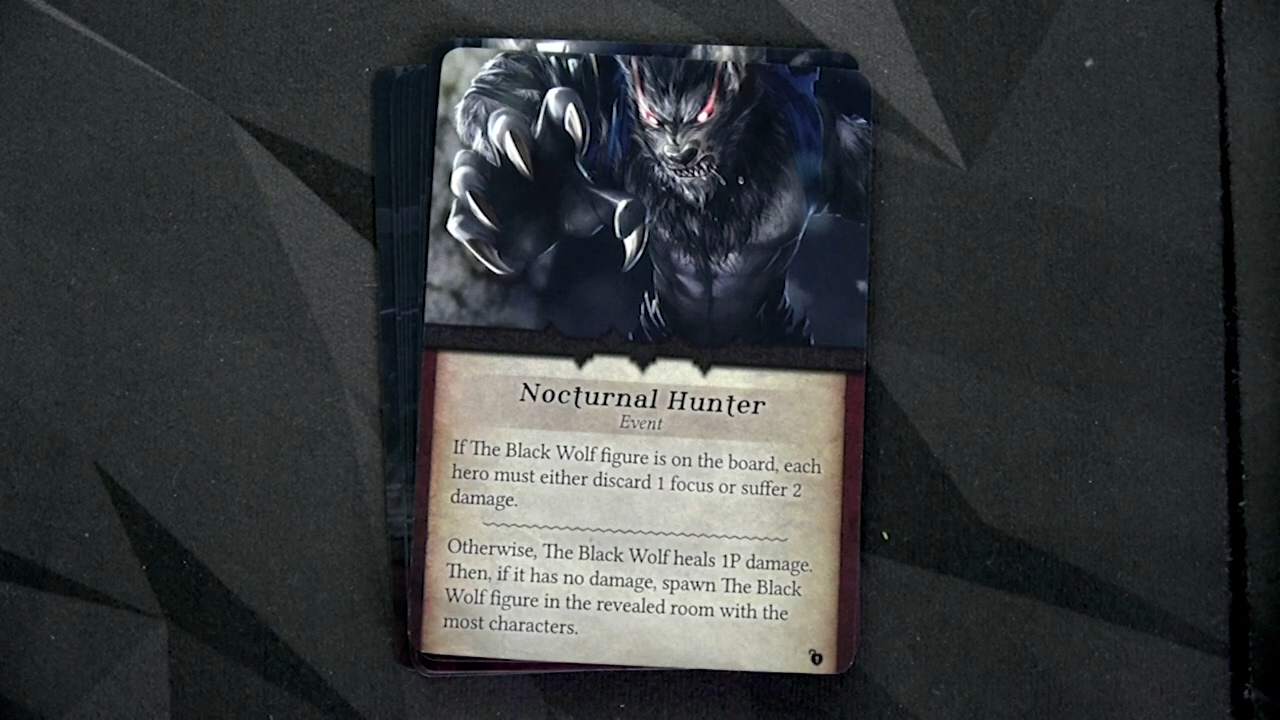 Nocturnal Hunter
Event
If The Black Wolf figure is on the board, each
hero must either discard 1 focus or suffer 2
damage.
Otherwise, The Black Wolf heals 1P damage.
Then, if it has no damage, spawn The Black
Wolf figure in the revealed room with the
most characters.